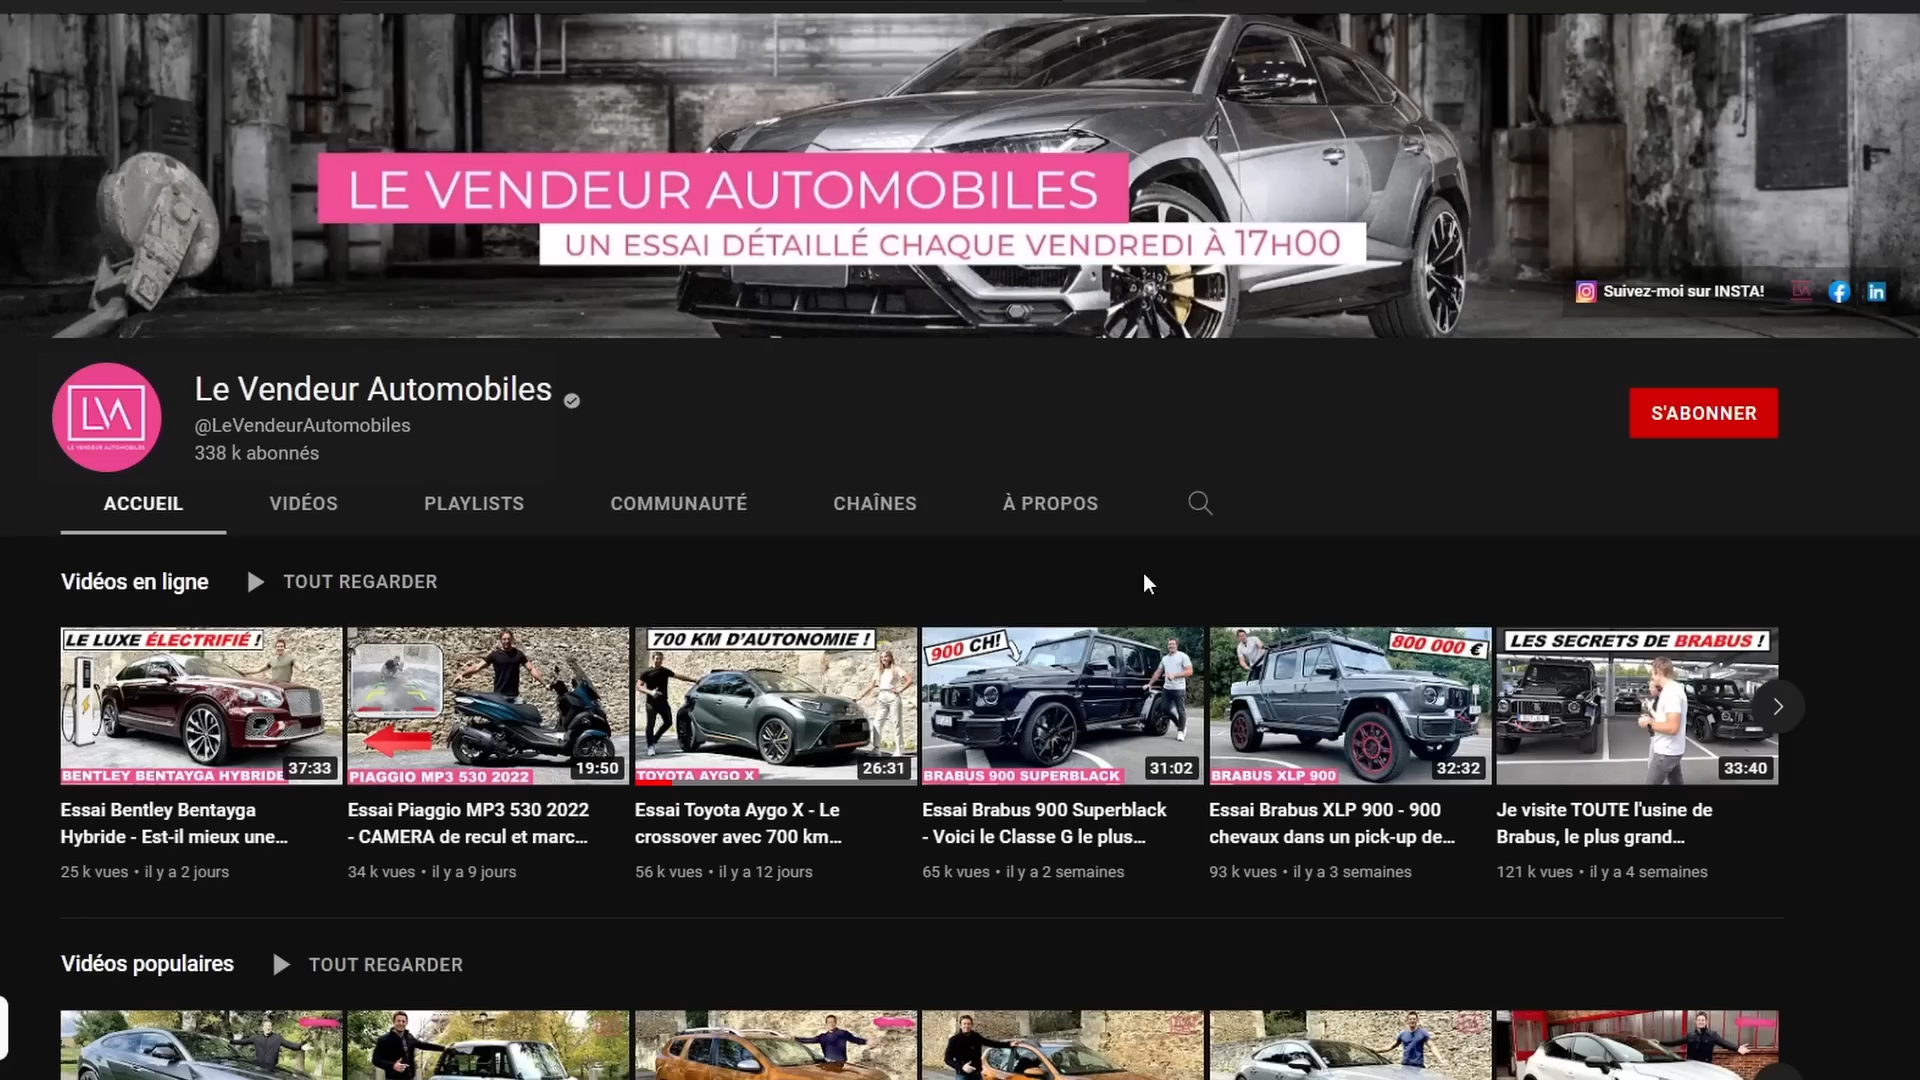 LE VENDEUR AUTOMOBILES
UN ESSAI DÉTAILLÉ CHAQUE VENDREDI À 17H00
Suivez-moi sur INSTA!
LVA
LE VENDEUR AUTOMOBILES
Le Vendeur Automobiles
@LeVendeurAutomobiles
338 k abonnés
S'ABONNER
ACCUEIL
VIDÉOS
PLAYLISTS
COMMUNAUTÉ
CHAÎNES
À PROPOS
Vidéos en ligne
TOUT REGARDER
LE LUXE ÉLECTRIFIÉ !
BENTLEY BENTAYGA HYBRIDE
37:33
PIAGGIO MP3 530 2022
19:50
700 KM D'AUTONOMIE !
TOYOTA AYGO X
26:31
900 CH!
BRABUS 900 SUPERBLACK
31:02
800 000 €
BRABUS XLP 900
32:32
LES SECRETS DE BRABUS !
33:40
Essai Bentley Bentayga
Hybride - Est-il mieux une...
25 k vues • il y a 2 jours
Essai Piaggio MP3 530 2022
- CAMERA de recul et marc...
34 k vues • il y a 9 jours
Essai Toyota Aygo X - Le
crossover avec 700 km...
56 k vues • il y a 12 jours
Essai Brabus 900 Superblack
- Voici le Classe G le plus...
65 k vues • il y a 2 semaines
Essai Brabus XLP 900 - 900
chevaux dans un pick-up de...
93 k vues • il y a 3 semaines
Je visite TOUTE l'usine de
Brabus, le plus grand...
121 k vues • il y a 4 semaines
Vidéos populaires
TOUT REGARDER